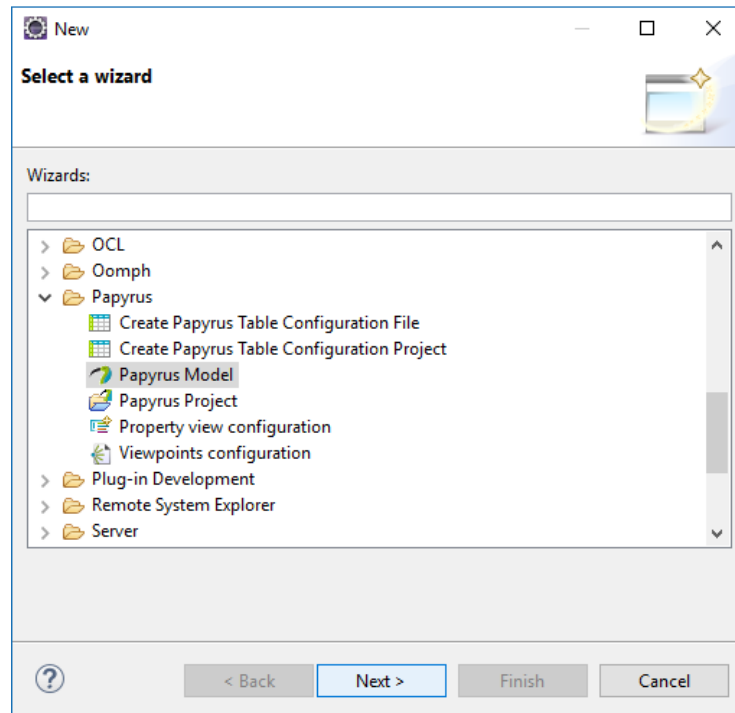 New
Select a wizard
Wizards:
OCL
Oomph
Papyrus
Create Papyrus Table Configuration File
Create Papyrus Table Configuration Project
Papyrus Model
Papyrus Project
Property view configuration
Viewpoints configuration
Plug-in Development
Remote System Explorer
Server
? < Back Next > Finish Cancel